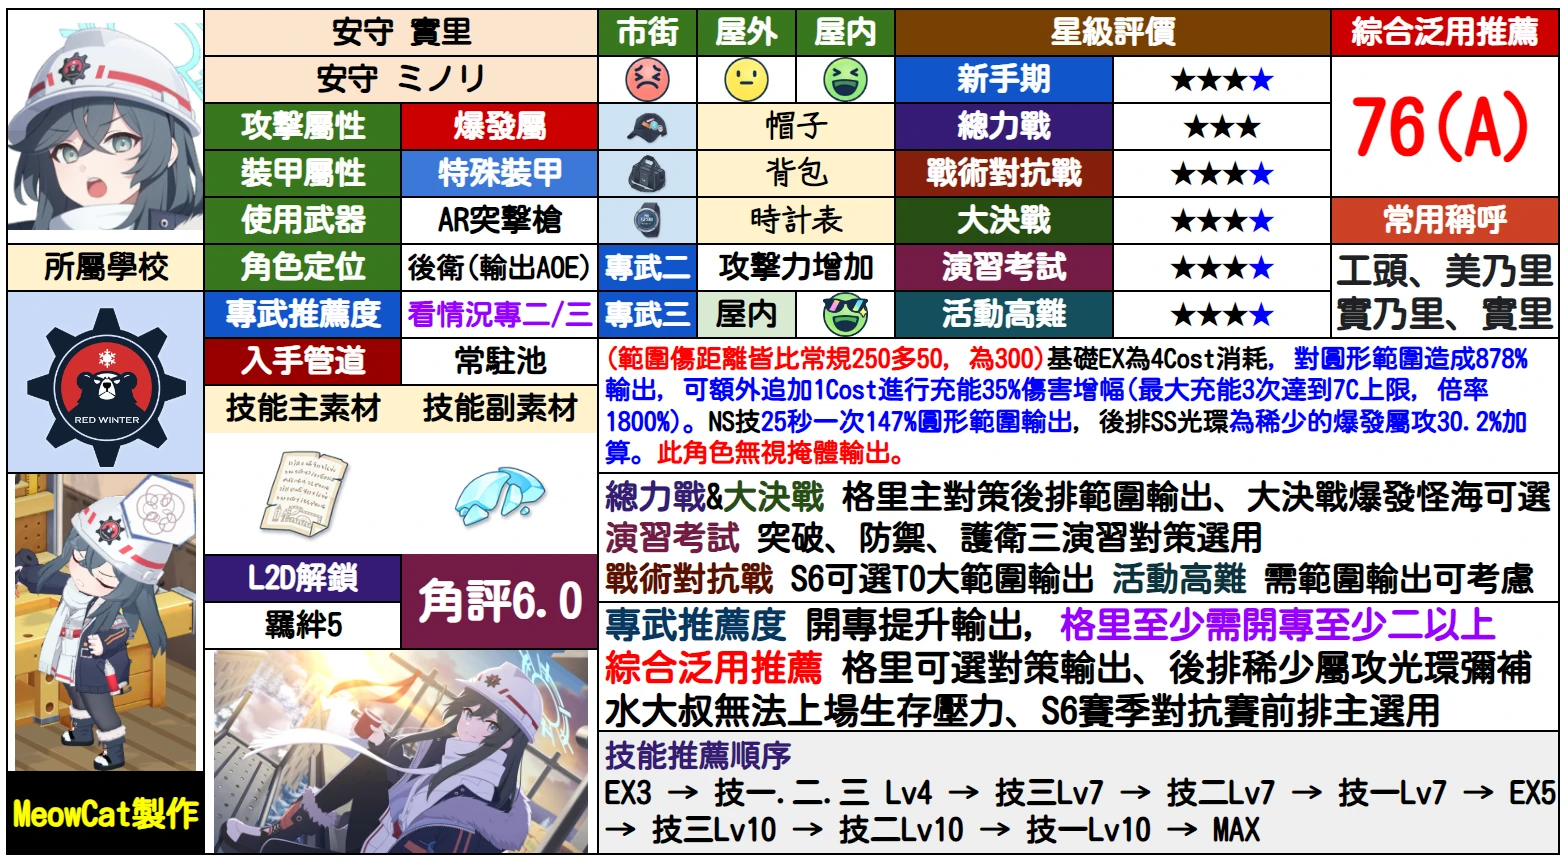 安守 實里
安守 ミノリ
市街 屋外 屋内
星級評價
綜合泛用推薦
新手期 ★★★★
76(A)
攻擊屬性 爆發屬
帽子
總力戰 ★★★
裝甲屬性 特殊裝甲
背包
戰術對抗戰 ★★★★
使用武器 AR突擊槍
時計表
大決戰 ★★★★
常用稱呼
所屬學校
角色定位 後衛(輸出AOE)
專武二 攻擊力增加
演習考試 ★★★★
工頭、美乃里
實乃里、實里
專武推薦度 看情況專二/三
專武三 屋内
活動高難 ★★★★
RED WINTER
入手管道 常駐池
技能主素材 技能副素材
(範圍傷距離皆比常規250多50, 為300)基礎EX為4Cost消耗, 對圓形範圍造成878%
輸出, 可額外追加1Cost進行充能35%傷害增幅(最大充能3次達到7C上限, 倍率
1800%)。NS技25秒一次147%圓形範圍輸出, 後排SS光環為稀少的爆發屬攻30.2%加
算。此角色無視掩體輸出。
總力戰&大決戰 格里主對策後排範圍輸出、大決戰爆發怪海可選
演習考試 突破、防禦、護衛三演習對策選用
戰術對抗戰 S6可選T0大範圍輸出 活動高難 需範圍輸出可考慮
L2D解鎖
羈絆5
角評6.0
專武推薦度 開專提升輸出, 格里至少需開專至少二以上
綜合泛用推薦 格里可選對策輸出、後排稀少屬攻光環彌補
水大叔無法上場生存壓力、S6賽季對抗賽前排主選用
技能推薦順序
EX3 → 技一.二.三 Lv4 → 技三Lv7 → 技二Lv7 → 技一Lv7 → EX5
→ 技三Lv10 → 技二Lv10 → 技一Lv10 → MAX
MeowCat製作